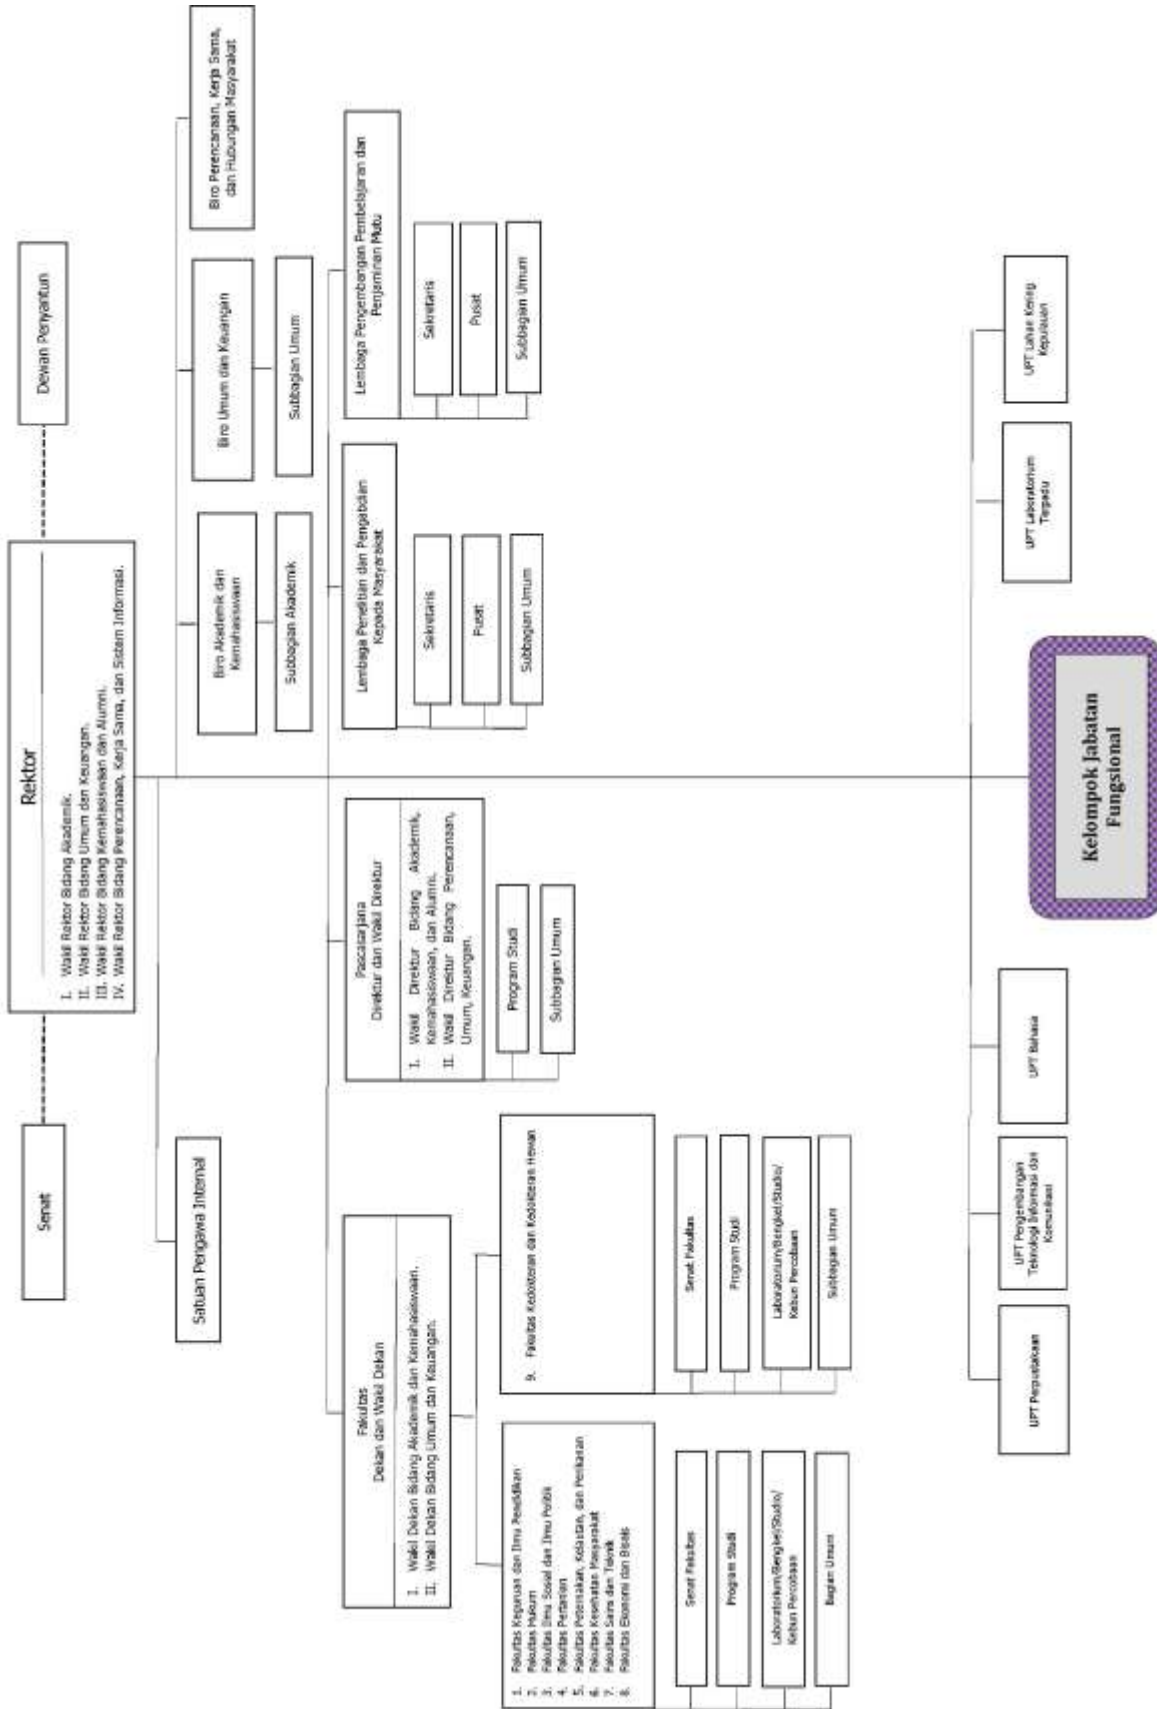 Rektor
I. Wakil Rektor Bidang Akademik.
II. Wakil Rektor Bidang Umum dan Keuangan.
III. Wakil Rektor Bidang Kemahasiswaan dan Alumni.
IV. Wakil Rektor Bidang Perencanaan, Kerja Sama, dan Sistem Informasi.
Senat
Dewan Penyantun
Satuan Pengawa Internal
Biro Akademik dan
Kemahasiswaan
Subbagian Akademik
Biro Umum dan Keuangan
Subbagian Umum
Biro Perencanaan, Kerja Sama,
dan Hubungan Masyarakat
Fakultas
Dekan dan Wakil Dekan
I. Wakil Dekan Bidang Akademik dan Kemahasiswaan.
II. Wakil Dekan Bidang Umum dan Keuangan.
1. Fakultas Keguruan dan Ilmu Pendidikan
2. Fakultas Hukum
3. Fakultas Ilmu Sosial dan Ilmu Politik
4. Fakultas Pertanian
5. Fakultas Peternakan, Kelautan, dan Perikanan
6. Fakultas Kesehatan Masyarakat
7. Fakultas Sains dan Teknik
8. Fakultas Ekonomi dan Bisnis
Senat Fakultas
Program Studi
Laboratorium/Bengkel/Studio/
Kebun Percobaan
Bagian Umum
9. Fakultas Kedokteran dan Kedokteran Hewan
Senat Fakultas
Program Studi
Laboratorium/Bengkel/Studio/
Kebun Percobaan
Subbagian Umum
Pascasarjana
Direktur dan Wakil Direktur
I. Wakil Direktur Bidang Akademik,
Kemahasiswaan, dan Alumni.
II. Wakil Direktur Bidang Perencanaan,
Umum, Keuangan.
Program Studi
Subbagian Umum
Lembaga Penelitian dan Pengabdian
Kepada Masyarakat
Sekretaris
Pusat
Subbagian Umum
Lembaga Pengembangan Pembelajaran dan
Penjaminan Mutu
Sekretaris
Pusat
Subbagian Umum
UPT Perpustakaan
UPT Pengembangan
Teknologi Informasi dan
Komunikasi
UPT Bahasa
UPT Laboratorium
Terpadu
UPT Lahan Kering
Kepulauan
Kelompok Jabatan
Fungsional